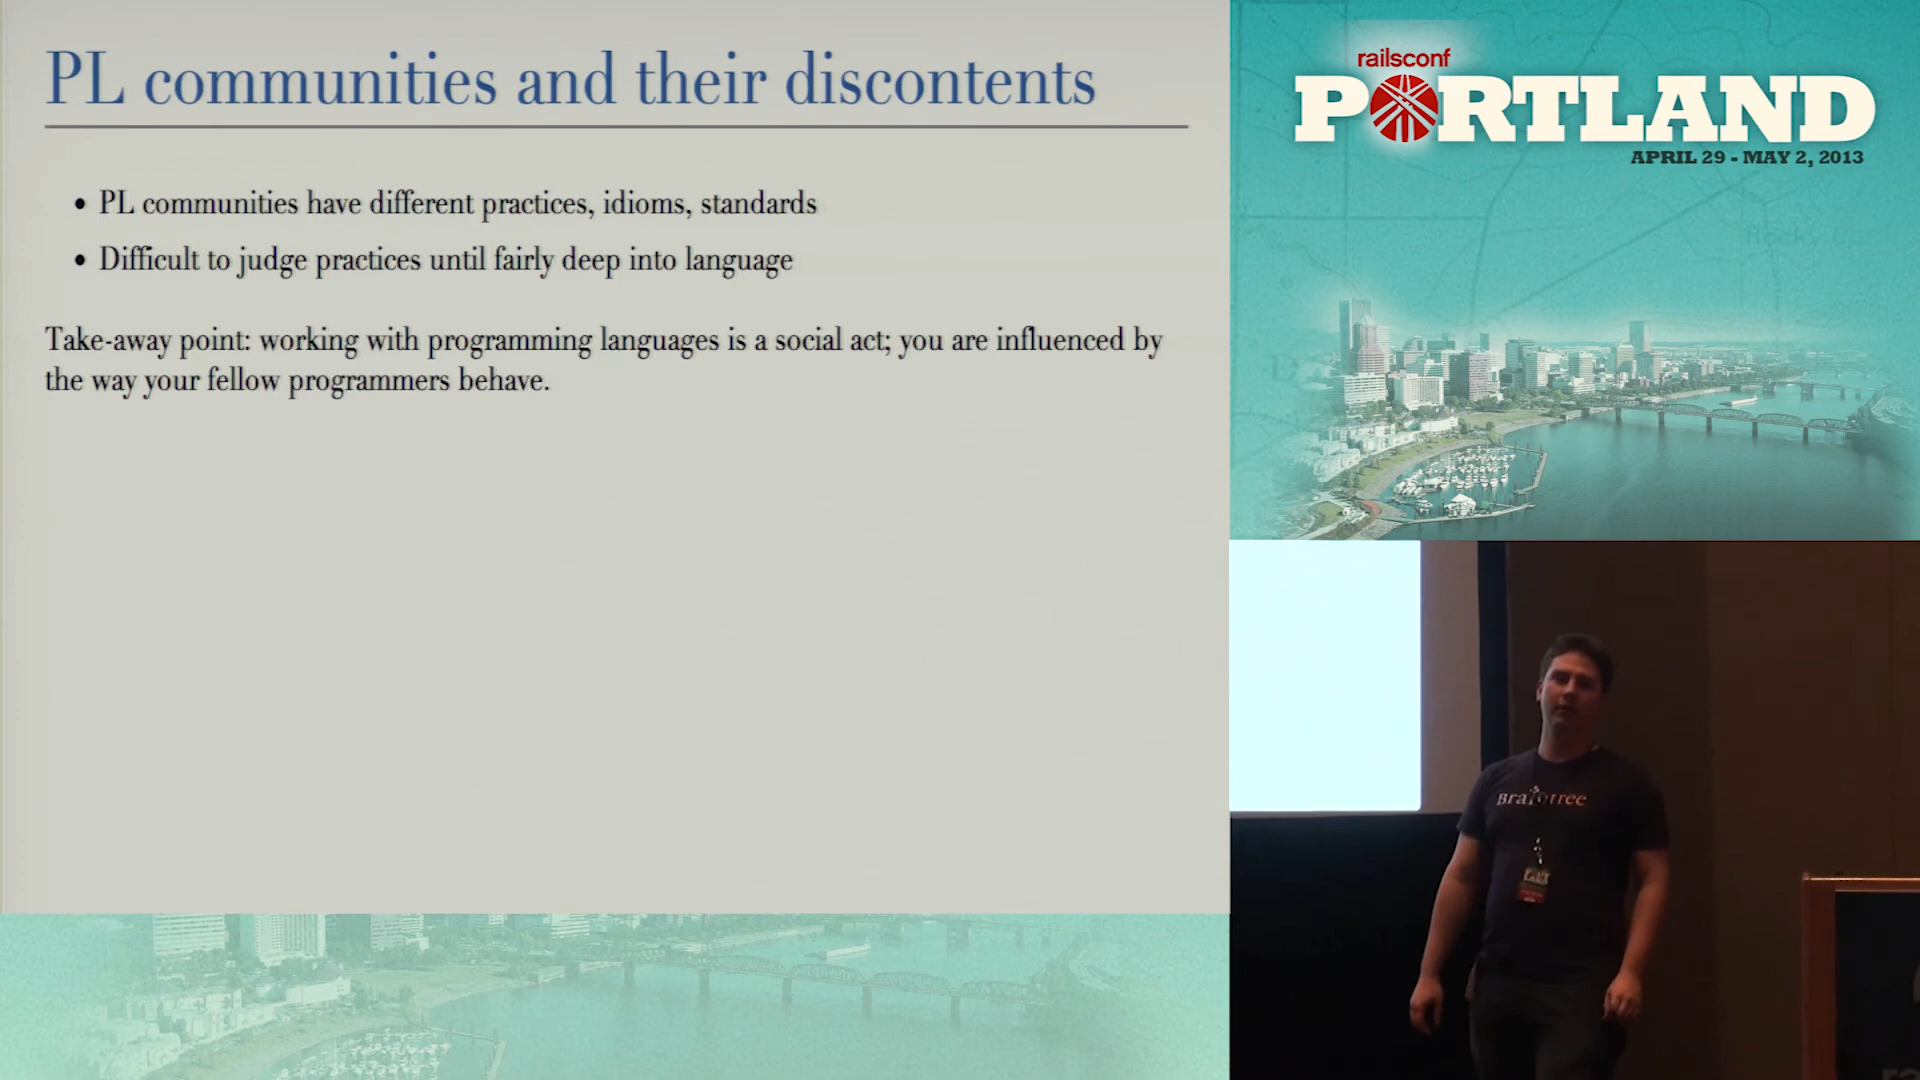 PL communities and their discontents
• PL communities have different practices, idioms, standards
• Difficult to judge practices until fairly deep into language
Take-away point: working with programming languages is a social act; you are influenced by
the way your fellow programmers behave.
railsconf
PORTLAND
APRIL 29 - MAY 2, 2013
Braintree